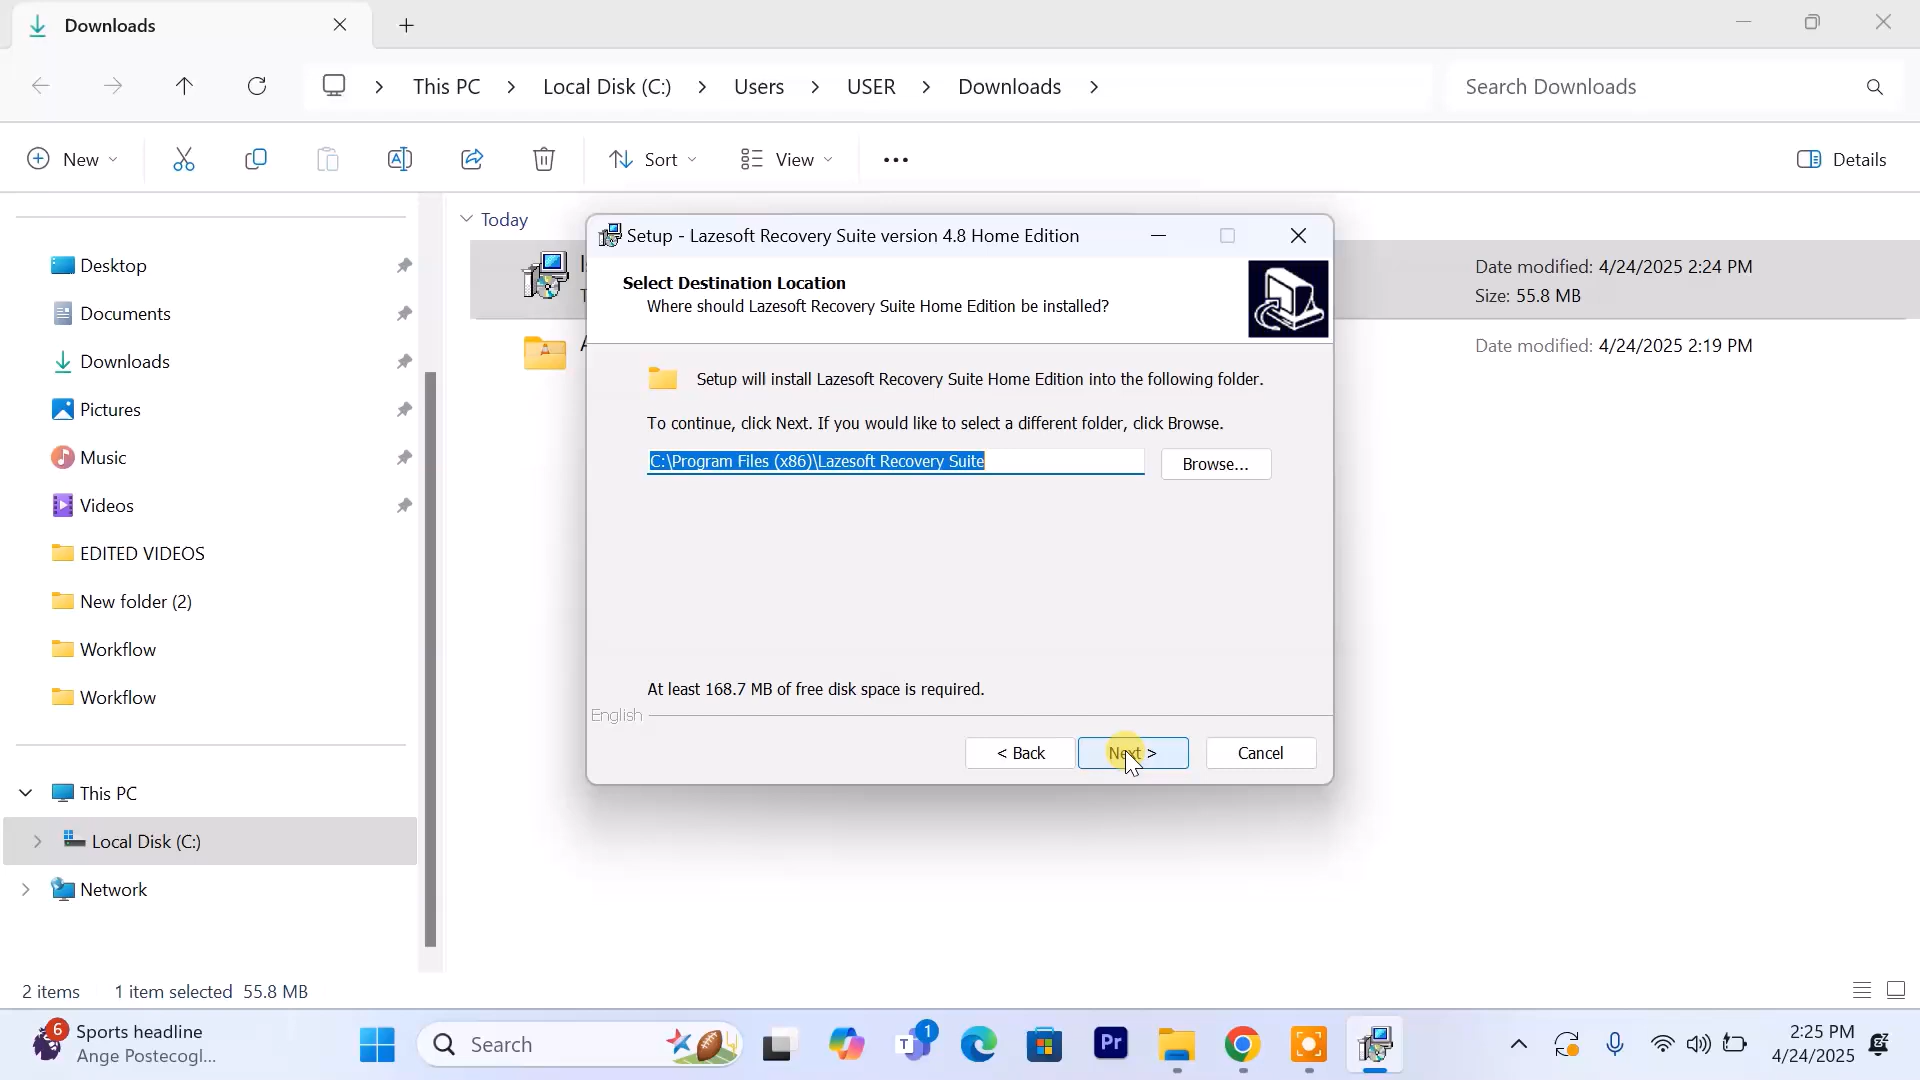 Downloads
This PC > Local Disk (C:) > Users > USER > Downloads >
Search Downloads
New
Sort
View
Details
Today
Desktop
Documents
Downloads
Pictures
Music
Videos
EDITED VIDEOS
New folder (2)
Workflow
Workflow
This PC
Local Disk (C:)
Network
Date modified: 4/24/2025 2:24 PM
Size: 55.8 MB
Date modified: 4/24/2025 2:19 PM
Setup - Lazesoft Recovery Suite version 4.8 Home Edition
Select Destination Location
Where should Lazesoft Recovery Suite Home Edition be installed?
Setup will install Lazesoft Recovery Suite Home Edition into the following folder.
To continue, click Next. If you would like to select a different folder, click Browse.
C:\Program Files (x86)\Lazesoft Recovery Suite
Browse...
At least 168.7 MB of free disk space is required.
English
< Back
Next >
Cancel
2 items 1 item selected 55.8 MB
6
Sports headline
Ange Postecogl...
Search
T
1
Pr
2:25 PM
4/24/2025